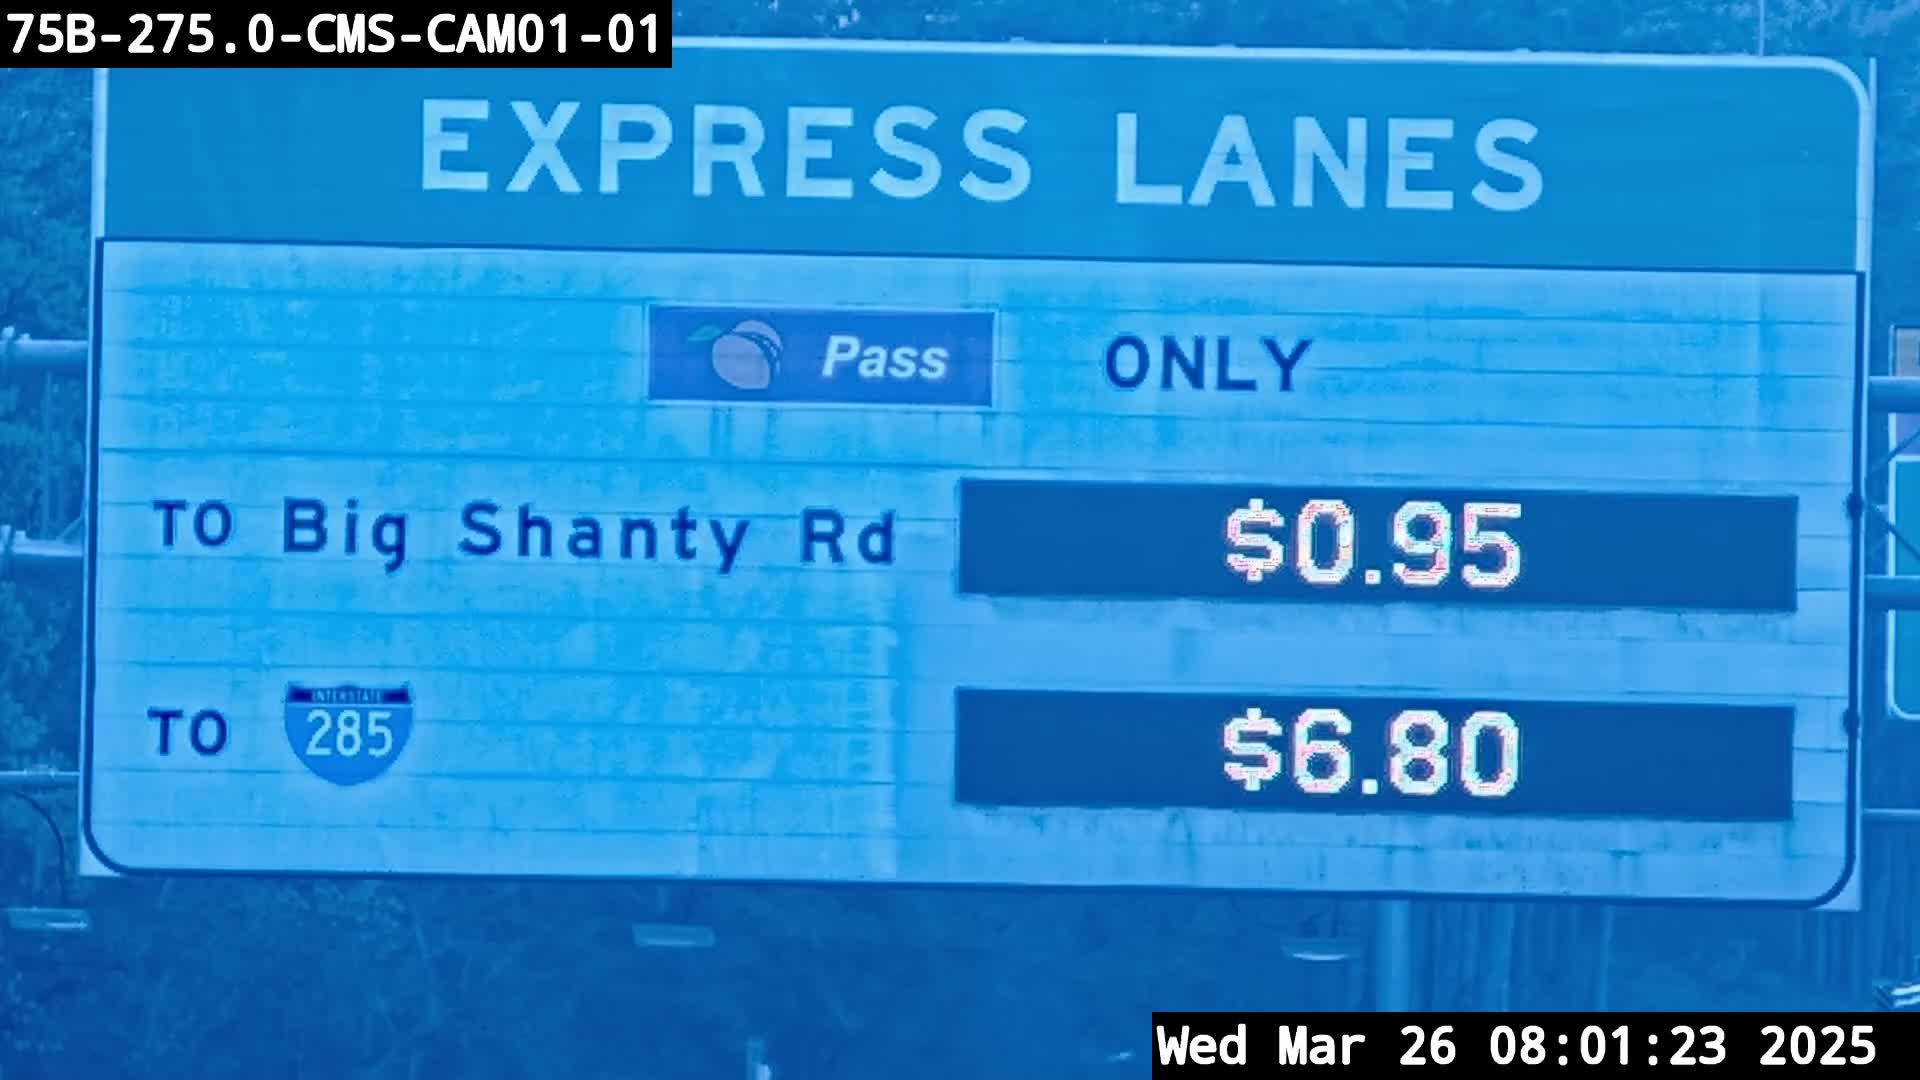 75B-275.0-CMS-CAM01-01
EXPRESS LANES
Pass ONLY
TO Big Shanty Rd $0.95
INTERSTATE
TO 285 $6.80
Wed Mar 26 08:01:23 2025